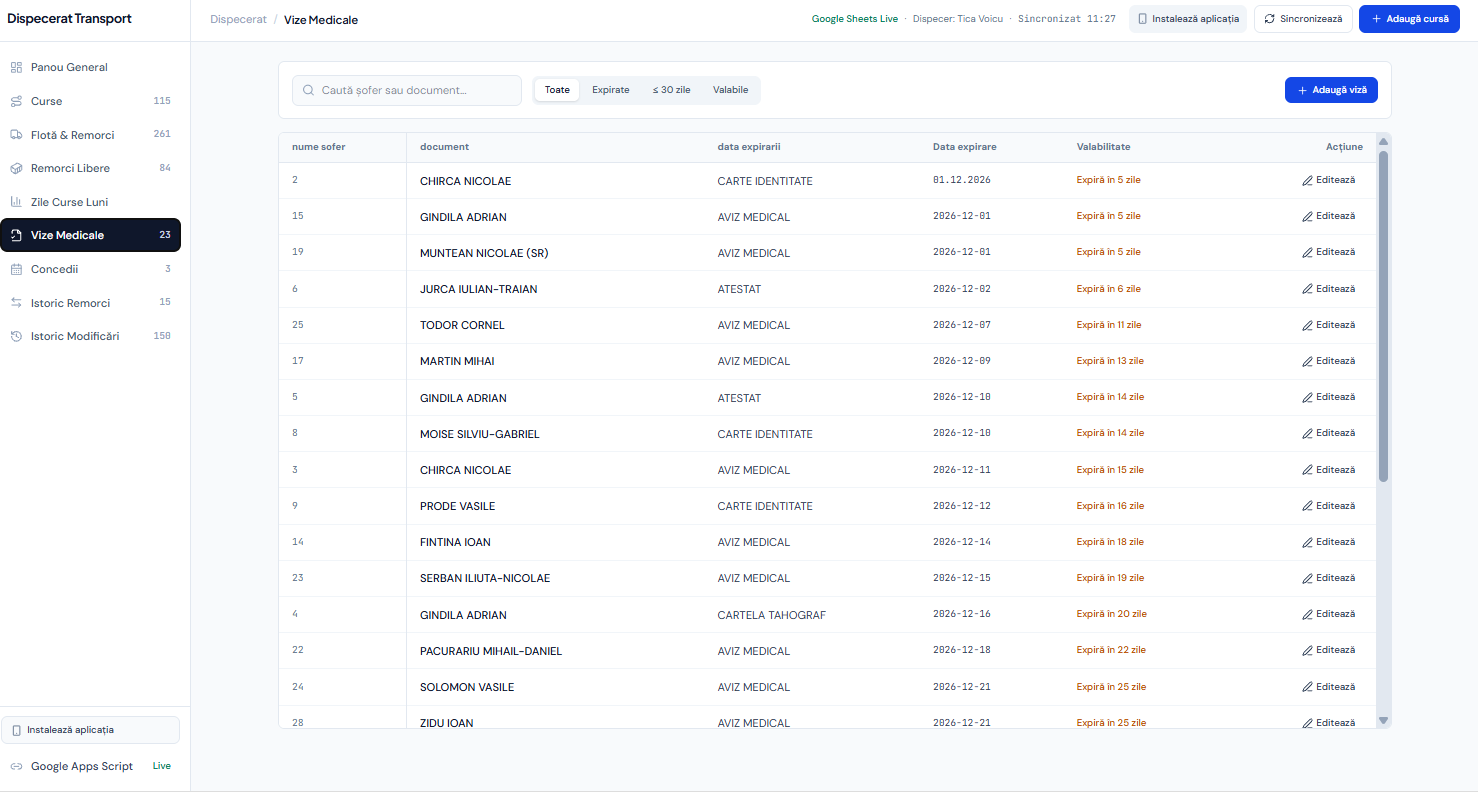 Dispecerat Transport
Dispecerat / Vize Medicale
Google Sheets Live · Dispecer: Tica Voicu · Sincronizat 11:27
Instalează aplicația
Sincronizează
+ Adaugă cursă
Panou General
Curse 115
Flotă & Remorci 261
Remorci Libere 84
Zile Curse Luni
Vize Medicale 23
Concedii 3
Istoric Remorci 15
Istoric Modificări 150
Instalează aplicația
Google Apps Script Live
Caută șofer sau document...
Toate Expirate ≤ 30 zile Valabile
+ Adaugă viză
nume sofer document data expirarii Data expirare Valabilitate Acțiune
2 CHIRCA NICOLAE CARTE IDENTITATE 01.12.2026 Expiră în 5 zile Editează
15 GINDILA ADRIAN AVIZ MEDICAL 2026-12-01 Expiră în 5 zile Editează
19 MUNTEAN NICOLAE (SR) AVIZ MEDICAL 2026-12-01 Expiră în 5 zile Editează
6 JURCA IULIAN-TRAIAN ATESTAT 2026-12-02 Expiră în 6 zile Editează
25 TODOR CORNEL AVIZ MEDICAL 2026-12-07 Expiră în 11 zile Editează
17 MARTIN MIHAI AVIZ MEDICAL 2026-12-09 Expiră în 13 zile Editează
5 GINDILA ADRIAN ATESTAT 2026-12-10 Expiră în 14 zile Editează
8 MOISE SILVIU-GABRIEL CARTE IDENTITATE 2026-12-10 Expiră în 14 zile Editează
3 CHIRCA NICOLAE AVIZ MEDICAL 2026-12-11 Expiră în 15 zile Editează
9 PRODE VASILE CARTE IDENTITATE 2026-12-12 Expiră în 16 zile Editează
14 FINTINA IOAN AVIZ MEDICAL 2026-12-14 Expiră în 18 zile Editează
23 SERBAN ILIUTA-NICOLAE AVIZ MEDICAL 2026-12-15 Expiră în 19 zile Editează
4 GINDILA ADRIAN CARTELA TAHOGRAF 2026-12-16 Expiră în 20 zile Editează
22 PACURARIU MIHAIL-DANIEL AVIZ MEDICAL 2026-12-18 Expiră în 22 zile Editează
24 SOLOMON VASILE AVIZ MEDICAL 2026-12-21 Expiră în 25 zile Editează
28 ZIDU IOAN AVIZ MEDICAL 2026-12-21 Expiră în 25 zile Editează